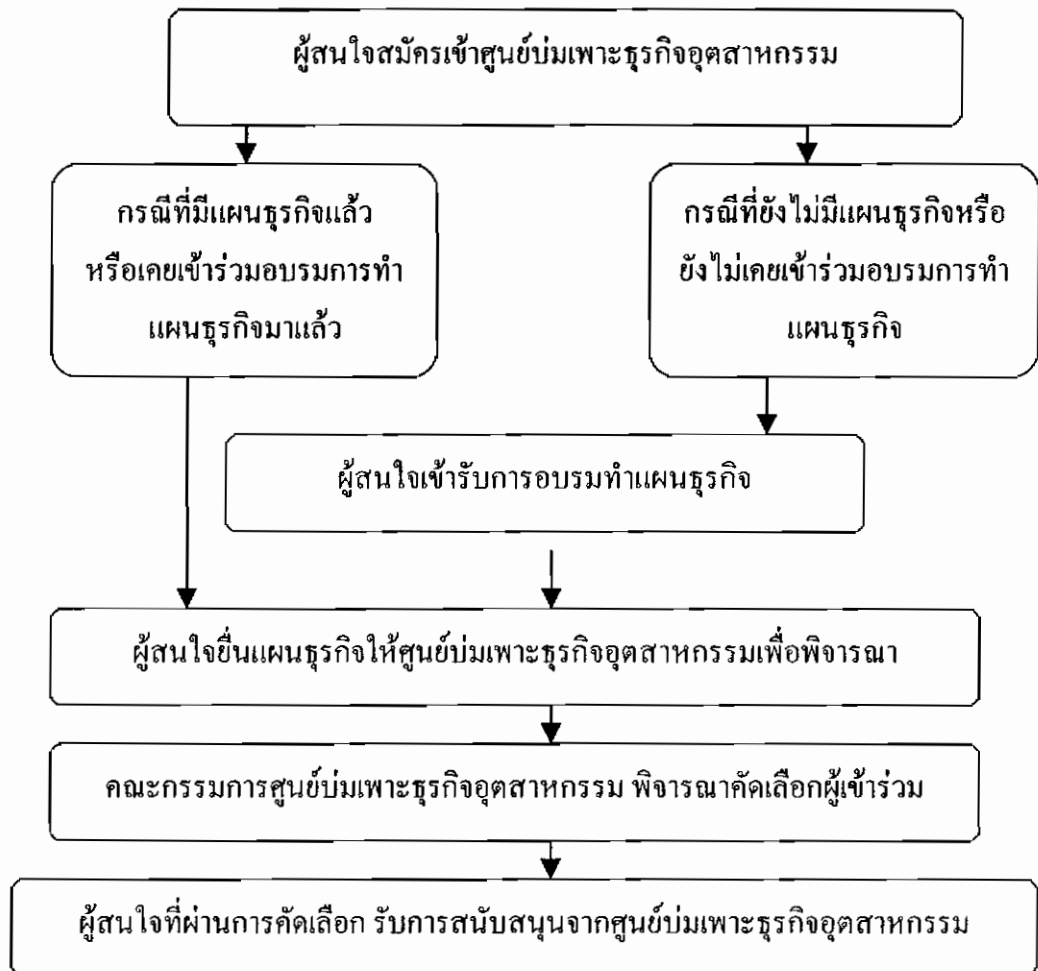 ผู้สนใจสมัครเข้าศูนย์บ่มเพาะธุรกิจอุตสาหกรรม
กรณีที่มีแผนธุรกิจแล้ว
หรือเคยเข้าร่วมอบรมการทำ
แผนธุรกิจมาแล้ว
กรณีที่ยังไม่มีแผนธุรกิจหรือ
ยังไม่เคยเข้าร่วมอบรมการทำ
แผนธุรกิจ
ผู้สนใจเข้ารับการอบรมทำแผนธุรกิจ
ผู้สนใจยื่นแผนธุรกิจให้ศูนย์บ่มเพาะธุรกิจอุตสาหกรรมเพื่อพิจารณา
คณะกรรมการศูนย์บ่มเพาะธุรกิจอุตสาหกรรม พิจารณาคัดเลือกผู้เข้าร่วม
ผู้สนใจที่ผ่านการคัดเลือก รับการสนับสนุนจากศูนย์บ่มเพาะธุรกิจอุตสาหกรรม